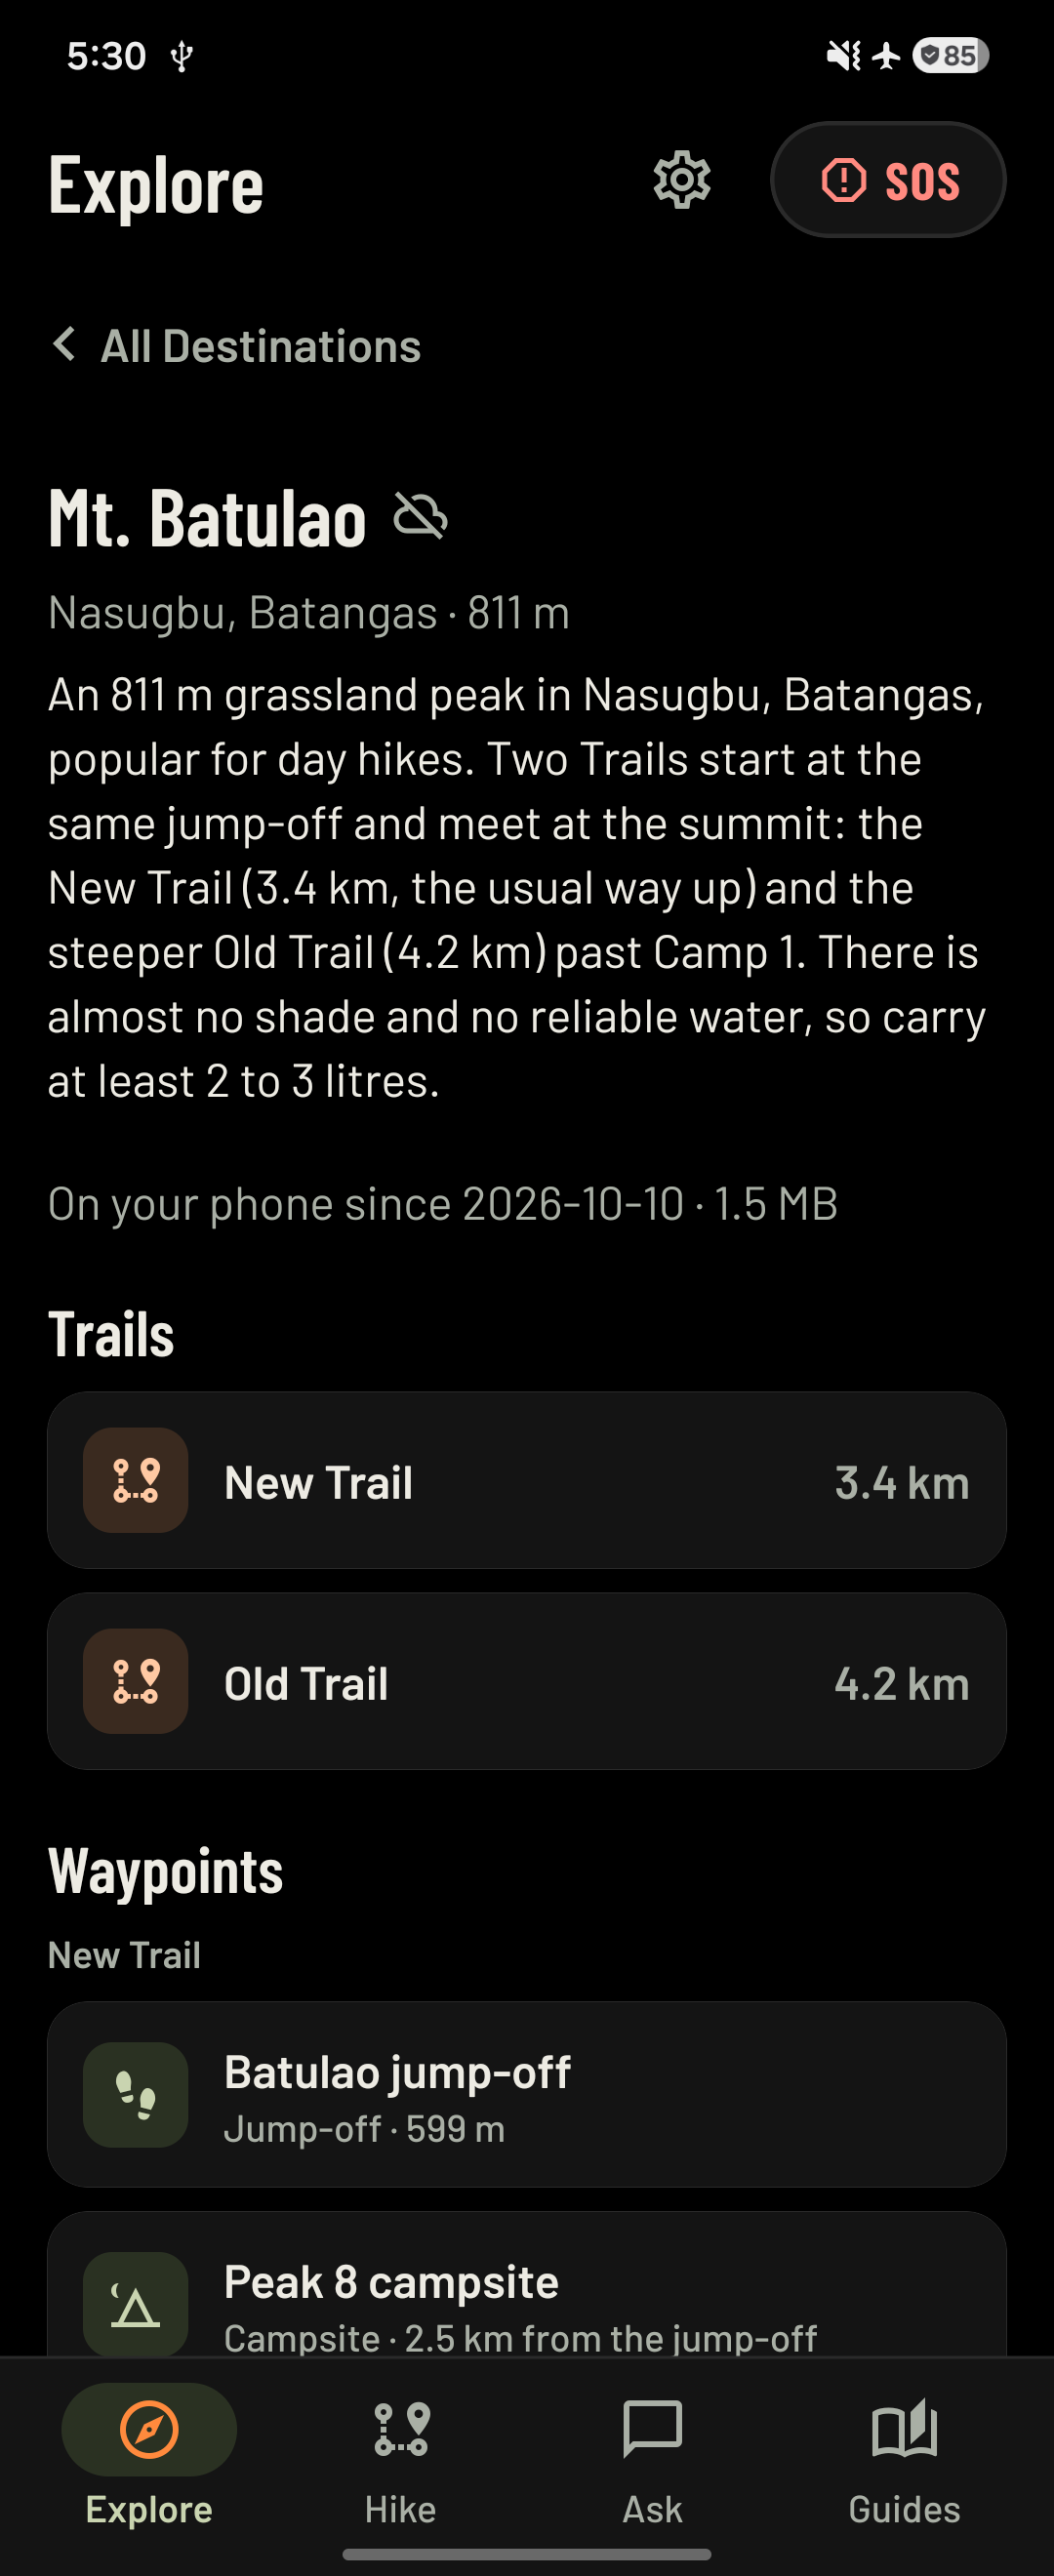 5:30
85
Explore
SOS
All Destinations
Mt. Batulao
Nasugbu, Batangas · 811 m
An 811 m grassland peak in Nasugbu, Batangas,
popular for day hikes. Two Trails start at the
same jump-off and meet at the summit: the
New Trail (3.4 km, the usual way up) and the
steeper Old Trail (4.2 km) past Camp 1. There is
almost no shade and no reliable water, so carry
at least 2 to 3 litres.
On your phone since 2026-10-10 · 1.5 MB
Trails
New Trail 3.4 km
Old Trail 4.2 km
Waypoints
New Trail
Batulao jump-off
Jump-off · 599 m
Peak 8 campsite
Campsite · 2.5 km from the jump-off
Explore Hike Ask Guides